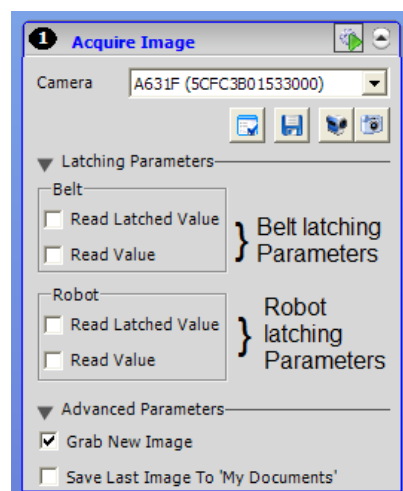 1 Acquire Image
Camera A631F (5CFC3B01533000)
Latching Parameters
Belt
Read Latched Value
Read Value
} Belt latching
Parameters
Robot
Read Latched Value
Read Value
} Robot
latching
Parameters
Advanced Parameters
Grab New Image
Save Last Image To 'My Documents'